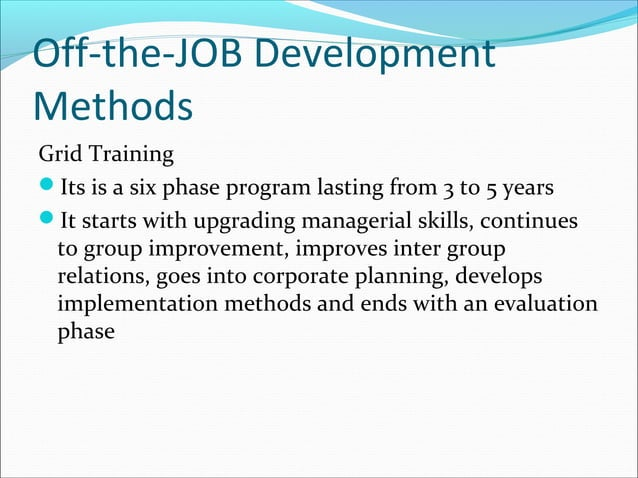 Off-the-JOB Development
Methods
Grid Training
Its is a six phase program lasting from 3 to 5 years
It starts with upgrading managerial skills, continues
to group improvement, improves inter group
relations, goes into corporate planning, develops
implementation methods and ends with an evaluation
phase